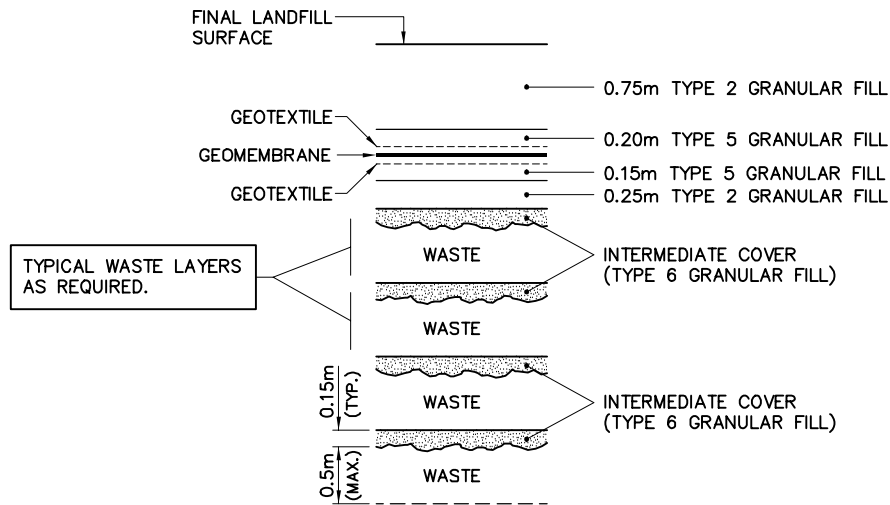 FINAL LANDFILL
SURFACE
0.75m TYPE 2 GRANULAR FILL
GEOTEXTILE
0.20m TYPE 5 GRANULAR FILL
GEOMEMBRANE
0.15m TYPE 5 GRANULAR FILL
GEOTEXTILE
0.25m TYPE 2 GRANULAR FILL
WASTE
INTERMEDIATE COVER
(TYPE 6 GRANULAR FILL)
TYPICAL WASTE LAYERS
AS REQUIRED.
WASTE
0.15m
(TYP.)
WASTE
INTERMEDIATE COVER
(TYPE 6 GRANULAR FILL)
0.5m
(MAX.)
WASTE